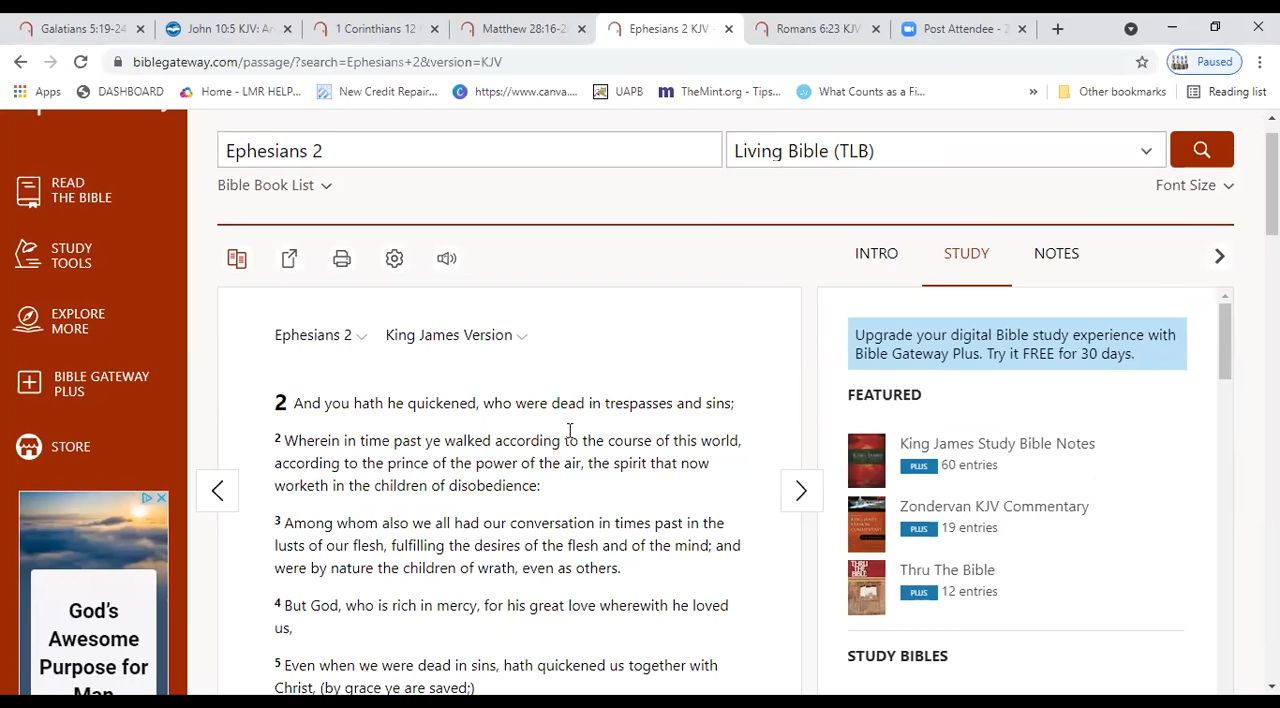 Galatians 5:19-24
John 10:5 KJV: A
1 Corinthians 12
Matthew 28:16-2
Ephesians 2 KJV -
Romans 6:23 KJV
Post Attendee - Z
biblegateway.com/passage/?search=Ephesians+2&version=KJV
Paused
Apps
DASHBOARD
Home - LMR HELP...
New Credit Repair...
https://www.canva....
UAPB
TheMint.org - Tips...
What Counts as a Fi...
»
Other bookmarks
Reading list
Ephesians 2
Living Bible (TLB)
Bible Book List
Font Size
READ
THE BIBLE
STUDY
TOOLS
EXPLORE
MORE
BIBLE GATEWAY
PLUS
STORE
God's
Awesome
Purpose for
Man
INTRO
STUDY
NOTES
Ephesians 2
King James Version
2 And you hath he quickened, who were dead in trespasses and sins;
2 Wherein in time past ye walked according to the course of this world,
according to the prince of the power of the air, the spirit that now
worketh in the children of disobedience:
3 Among whom also we all had our conversation in times past in the
lusts of our flesh, fulfilling the desires of the flesh and of the mind; and
were by nature the children of wrath, even as others.
4 But God, who is rich in mercy, for his great love wherewith he loved
us,
5 Even when we were dead in sins, hath quickened us together with
Christ, (by grace ye are saved;)
Upgrade your digital Bible study experience with
Bible Gateway Plus. Try it FREE for 30 days.
FEATURED
King James Study Bible Notes
PLUS 60 entries
Zondervan KJV Commentary
PLUS 19 entries
Thru The Bible
PLUS 12 entries
STUDY BIBLES